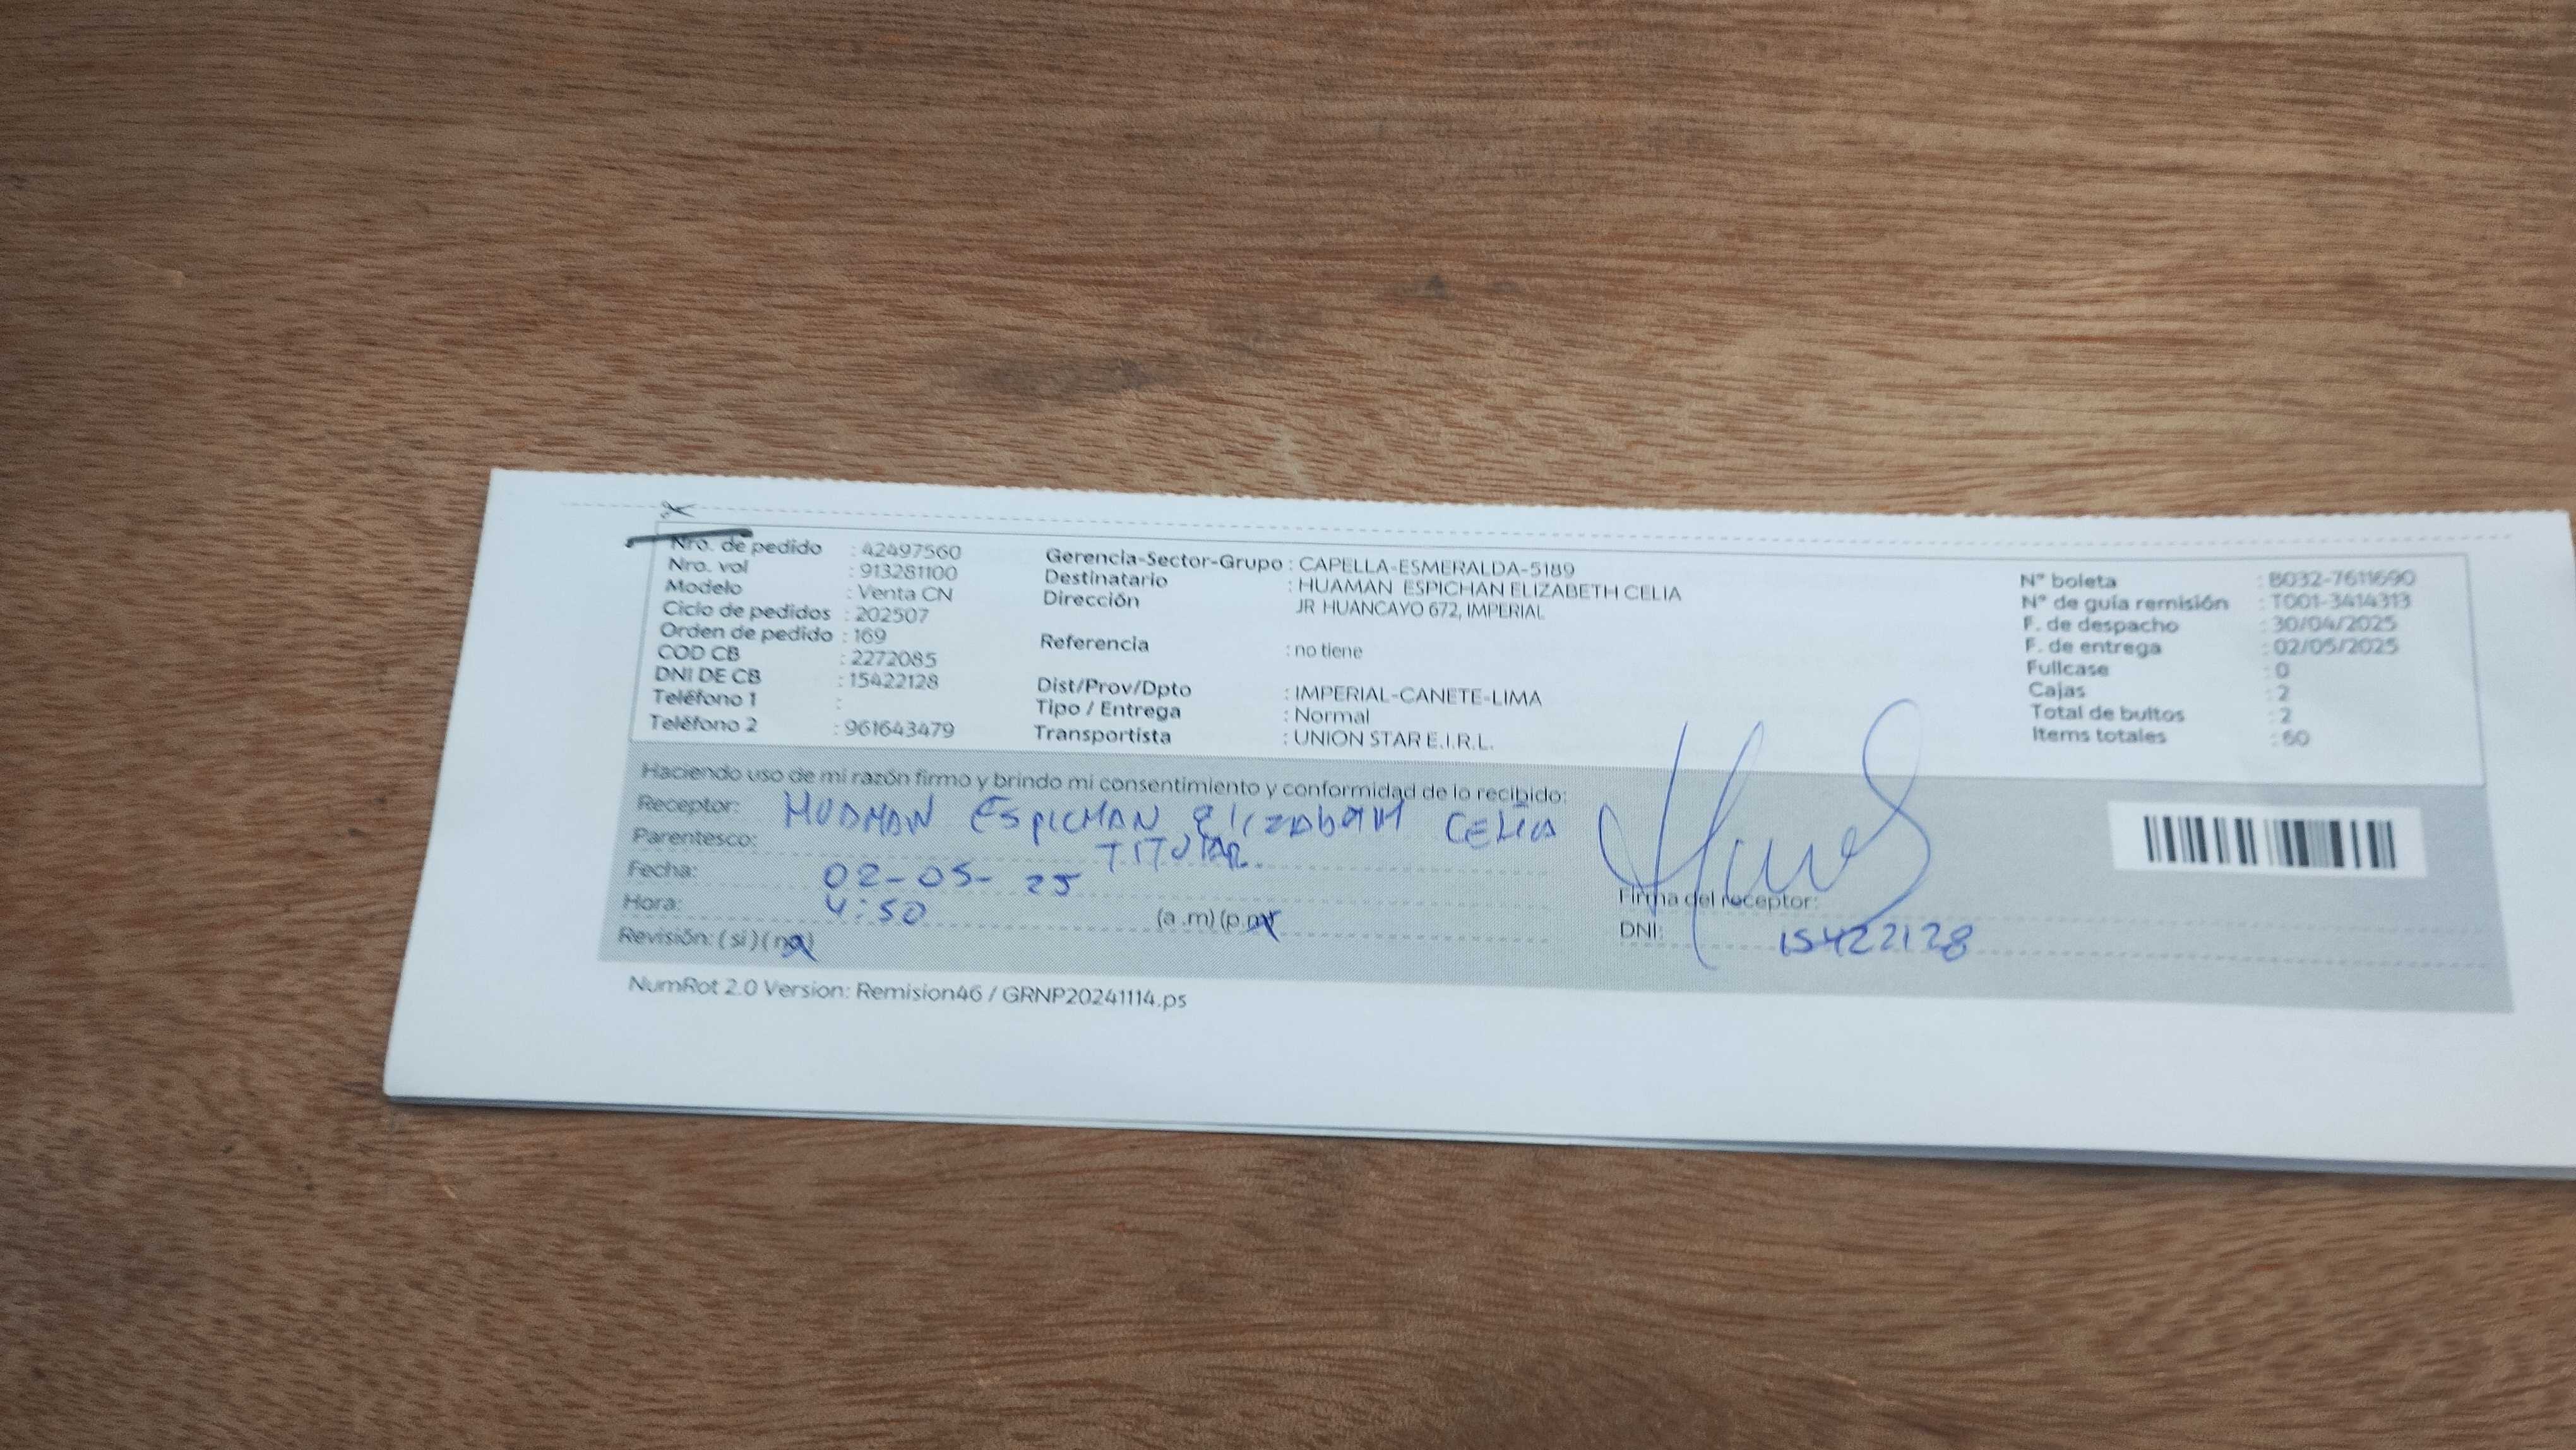 Nro. de pedido : 42497560
Nro. vol : 913281100
Modelo : Venta CN
Ciclo de pedidos : 202507
Orden de pedido : 169
COD CB : 2272085
DNI DE CB : 15422128
Teléfono 1 :
Teléfono 2 : 961643479
Gerencia-Sector-Grupo : CAPELLA-ESMERALDA-5189
Destinatario : HUAMAN ESPICHAN ELIZABETH CELIA
Dirección JR HUANCAYO 672, IMPERIAL
Referencia : no tiene
Dist/Prov/Dpto : IMPERIAL-CANETE-LIMA
Tipo / Entrega : Normal
Transportista : UNION STAR E.I.R.L.
N° boleta : B032-7611690
N° de guía remisión : T001-3414313
F. de despacho : 30/04/2025
F. de entrega : 02/05/2025
Fullcase : 0
Cajas : 2
Total de bultos : 2
Items totales : 60
Haciendo uso de mi razón firmo y brindo mi consentimiento y conformidad de lo recibido:
Receptor: HUAMAN ESPICHAN ElizabEtH CELIA
Parentesco: TITULAR
Fecha: 02-05-25
Hora: 4:50 (a.m) (p.m)
Revisión: (si) (no)
Firma del receptor:
DNI: 15422128
NumRot 2.0 Version: Remision46 / GRNP20241114.ps